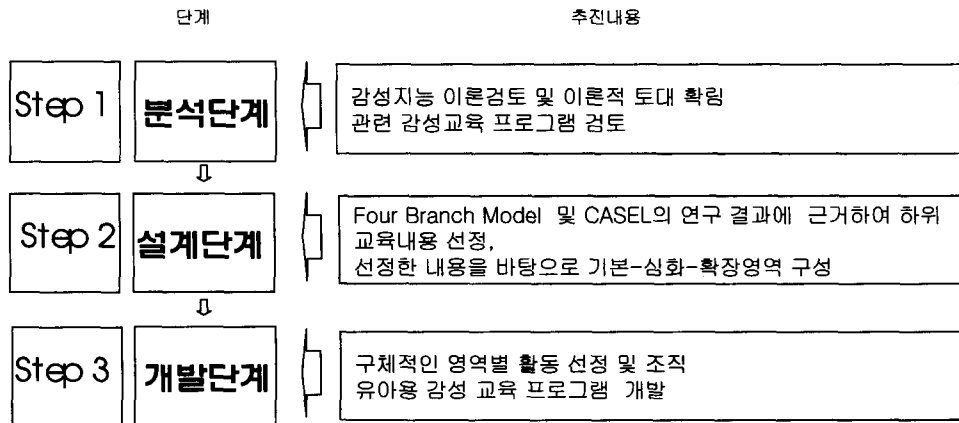 단계 추진내용
Step 1 분석단계
감성지능 이론검토 및 이론적 토대 확립
관련 감성교육 프로그램 검토
Step 2 설계단계
Four Branch Model 및 CASEL의 연구 결과에 근거하여 하위
교육내용 선정,
선정한 내용을 바탕으로 기본-심화-확장영역 구성
Step 3 개발단계
구체적인 영역별 활동 선정 및 조직
유아용 감성 교육 프로그램 개발